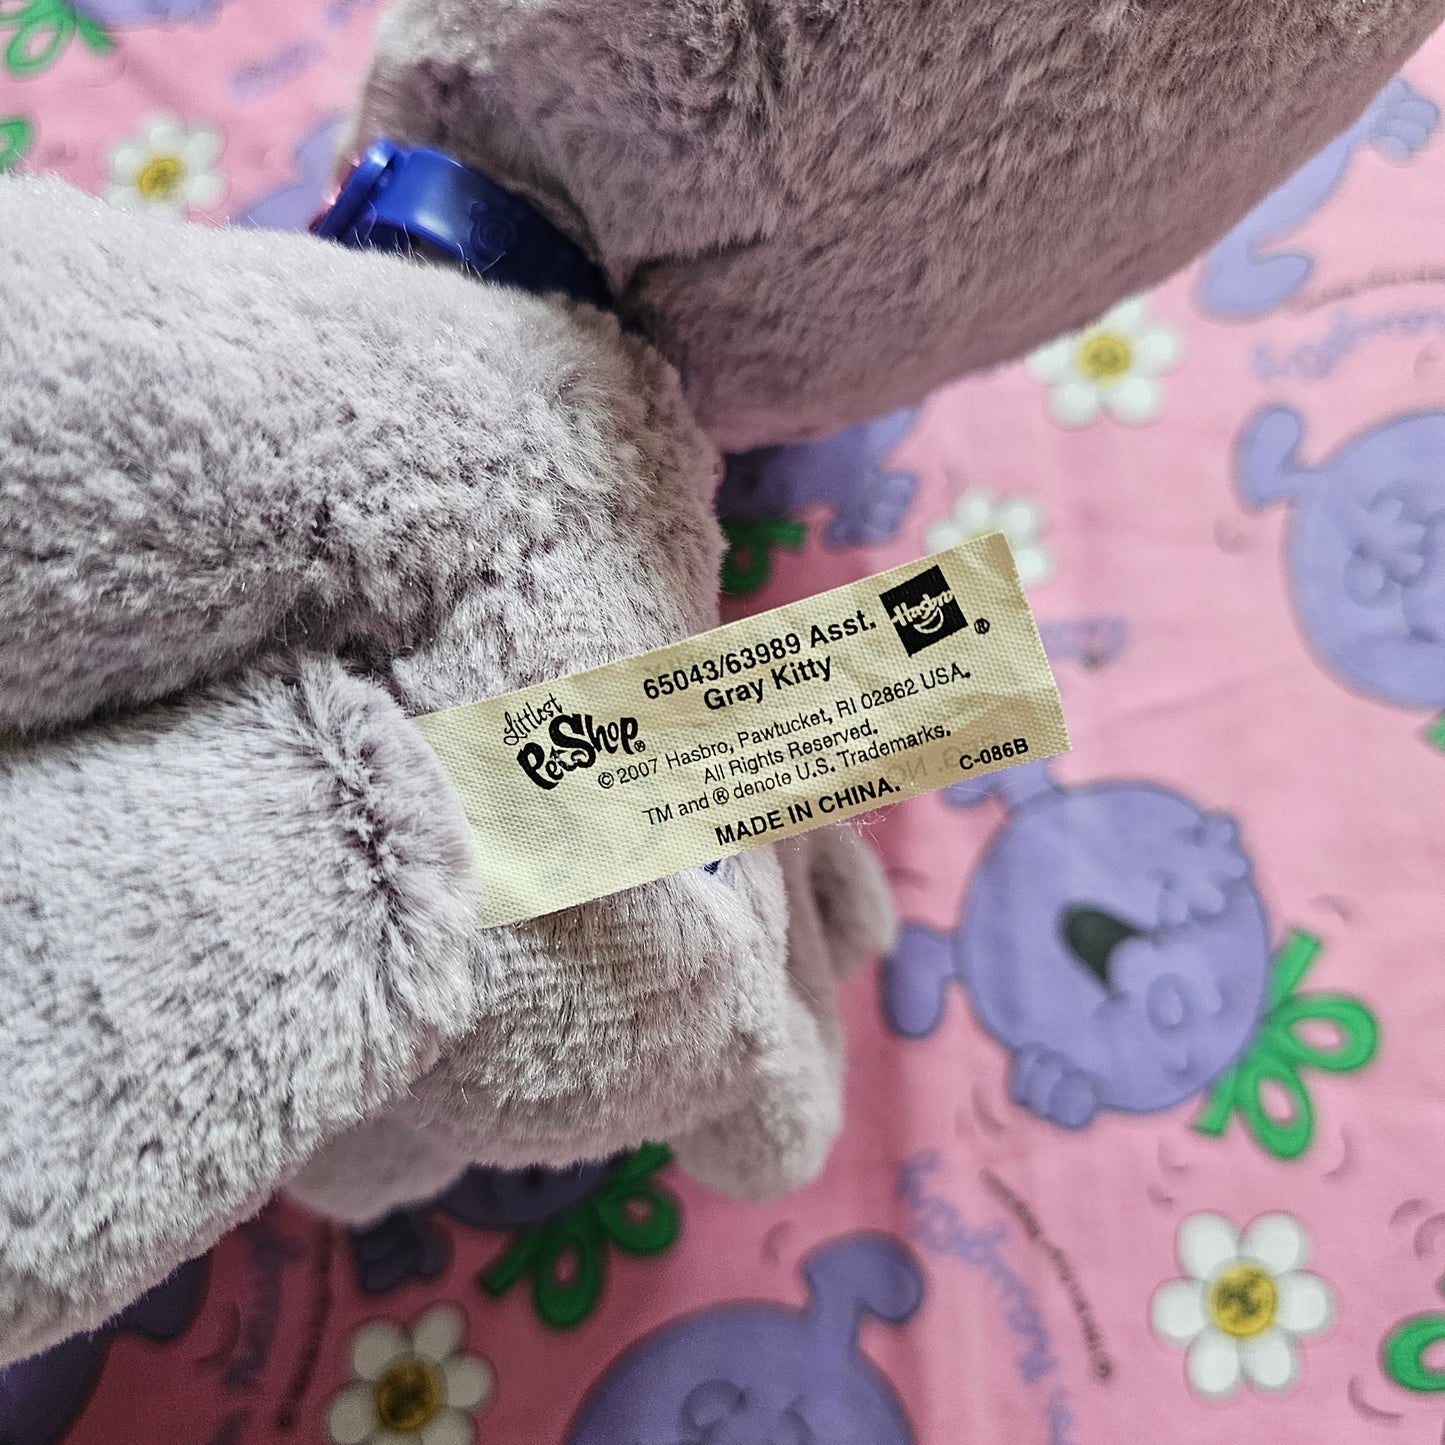 65043/63989 Asst.
Gray Kitty
Hasbro
®
Littlest
PetShop®
© 2007 Hasbro, Pawtucket, RI 02862 USA.
All Rights Reserved.
TM and ® denote U.S. Trademarks.
MADE IN CHINA.
C-086B